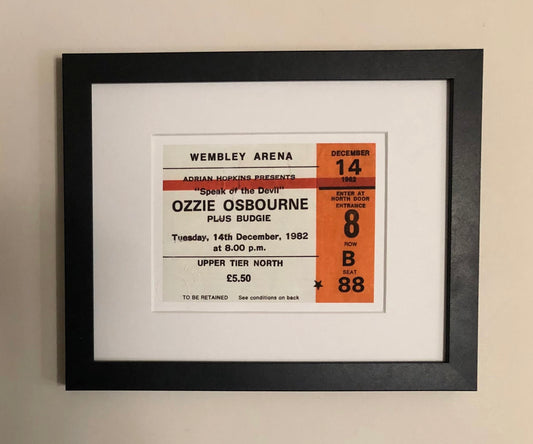 WEMBLEY ARENA
ADRIAN HOPKINS PRESENTS
"Speak of the Devil"
OZZIE OSBOURNE
PLUS BUDGIE
Tuesday, 14th December, 1982
at 8.00 p.m.
UPPER TIER NORTH
£5.50
TO BE RETAINED See conditions on back
DECEMBER
14
1982
ENTER AT
NORTH DOOR
ENTRANCE
8
ROW
B
SEAT
88